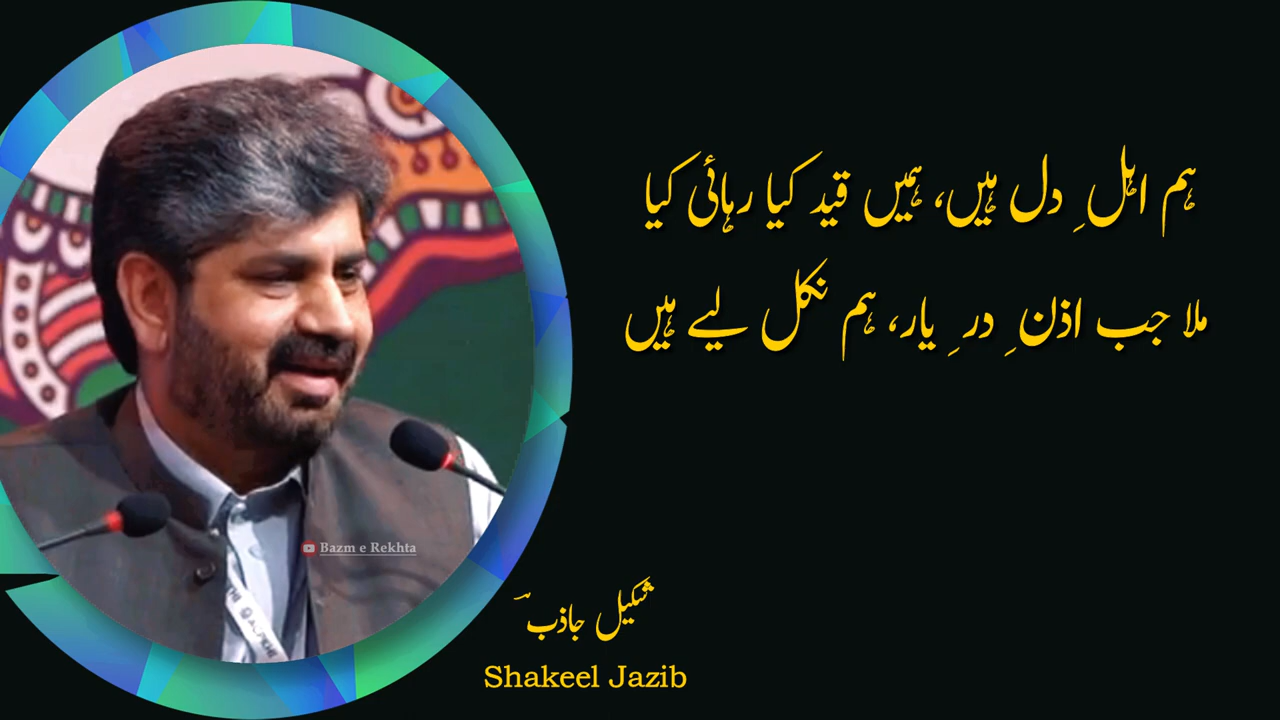 ہم اہلِ دل ہیں، ہمیں قید کیا رہائی کیا
ملا جب اذنِ درِ یار، ہم نکل لیے ہیں
Bazm e Rekhta
شکیل جاذبؔ
Shakeel Jazib